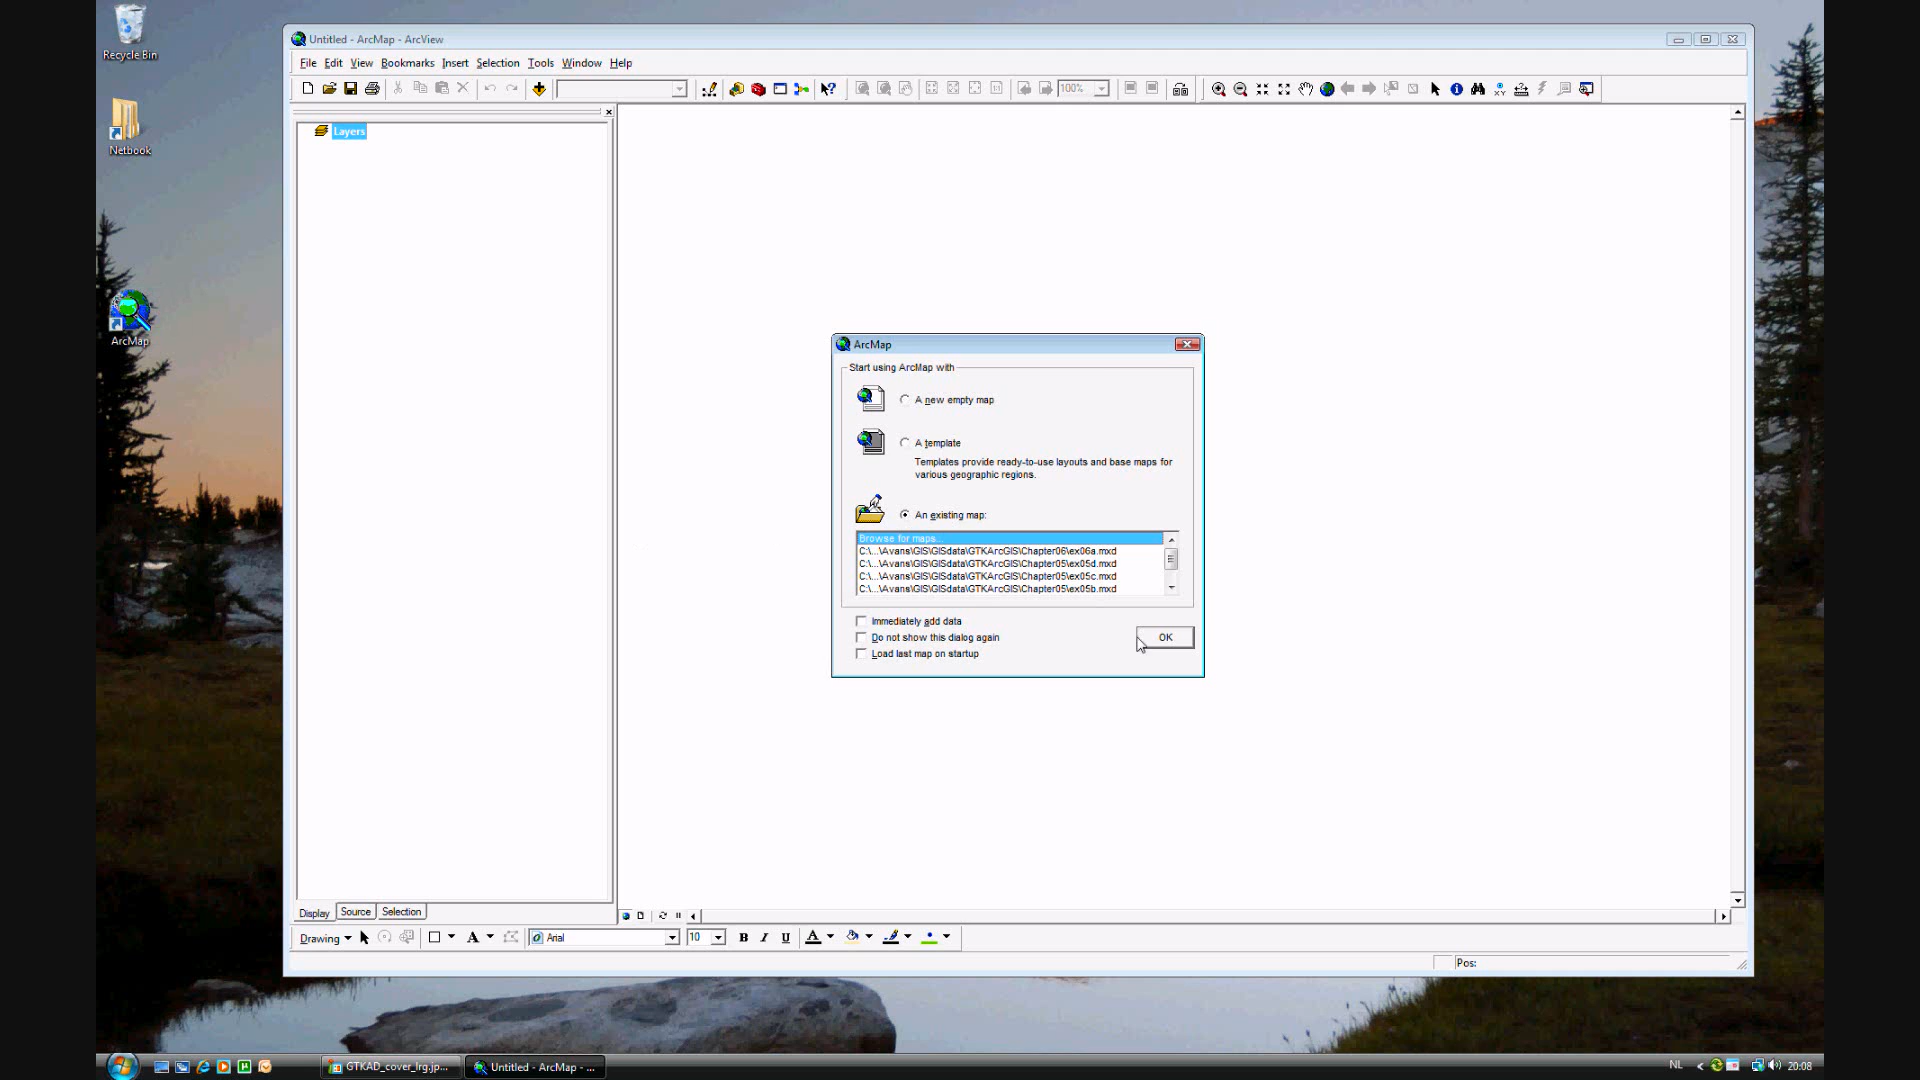 Recycle Bin
Netbook
ArcMap
Untitled - ArcMap - ArcView
File Edit View Bookmarks Insert Selection Tools Window Help
100%
Layers
ArcMap
Start using ArcMap with
A new empty map
A template
Templates provide ready-to-use layouts and base maps for
various geographic regions.
An existing map:
Browse for maps...
C:\...\Avans\GIS\GISdata\GTKArcGIS\Chapter06\ex06a.mxd
C:\...\Avans\GIS\GISdata\GTKArcGIS\Chapter05\ex05d.mxd
C:\...\Avans\GIS\GISdata\GTKArcGIS\Chapter05\ex05c.mxd
C:\...\Avans\GIS\GISdata\GTKArcGIS\Chapter05\ex05b.mxd
Immediately add data
Do not show this dialog again
Load last map on startup
OK
Display Source Selection
Drawing A Arial 10 B I U A
Pos:
GTKAD_cover_lrg.jp... Untitled - ArcMap - ...
NL < 20:08